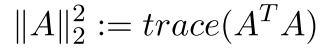 ‖A‖₂² := trace(AᵀA)